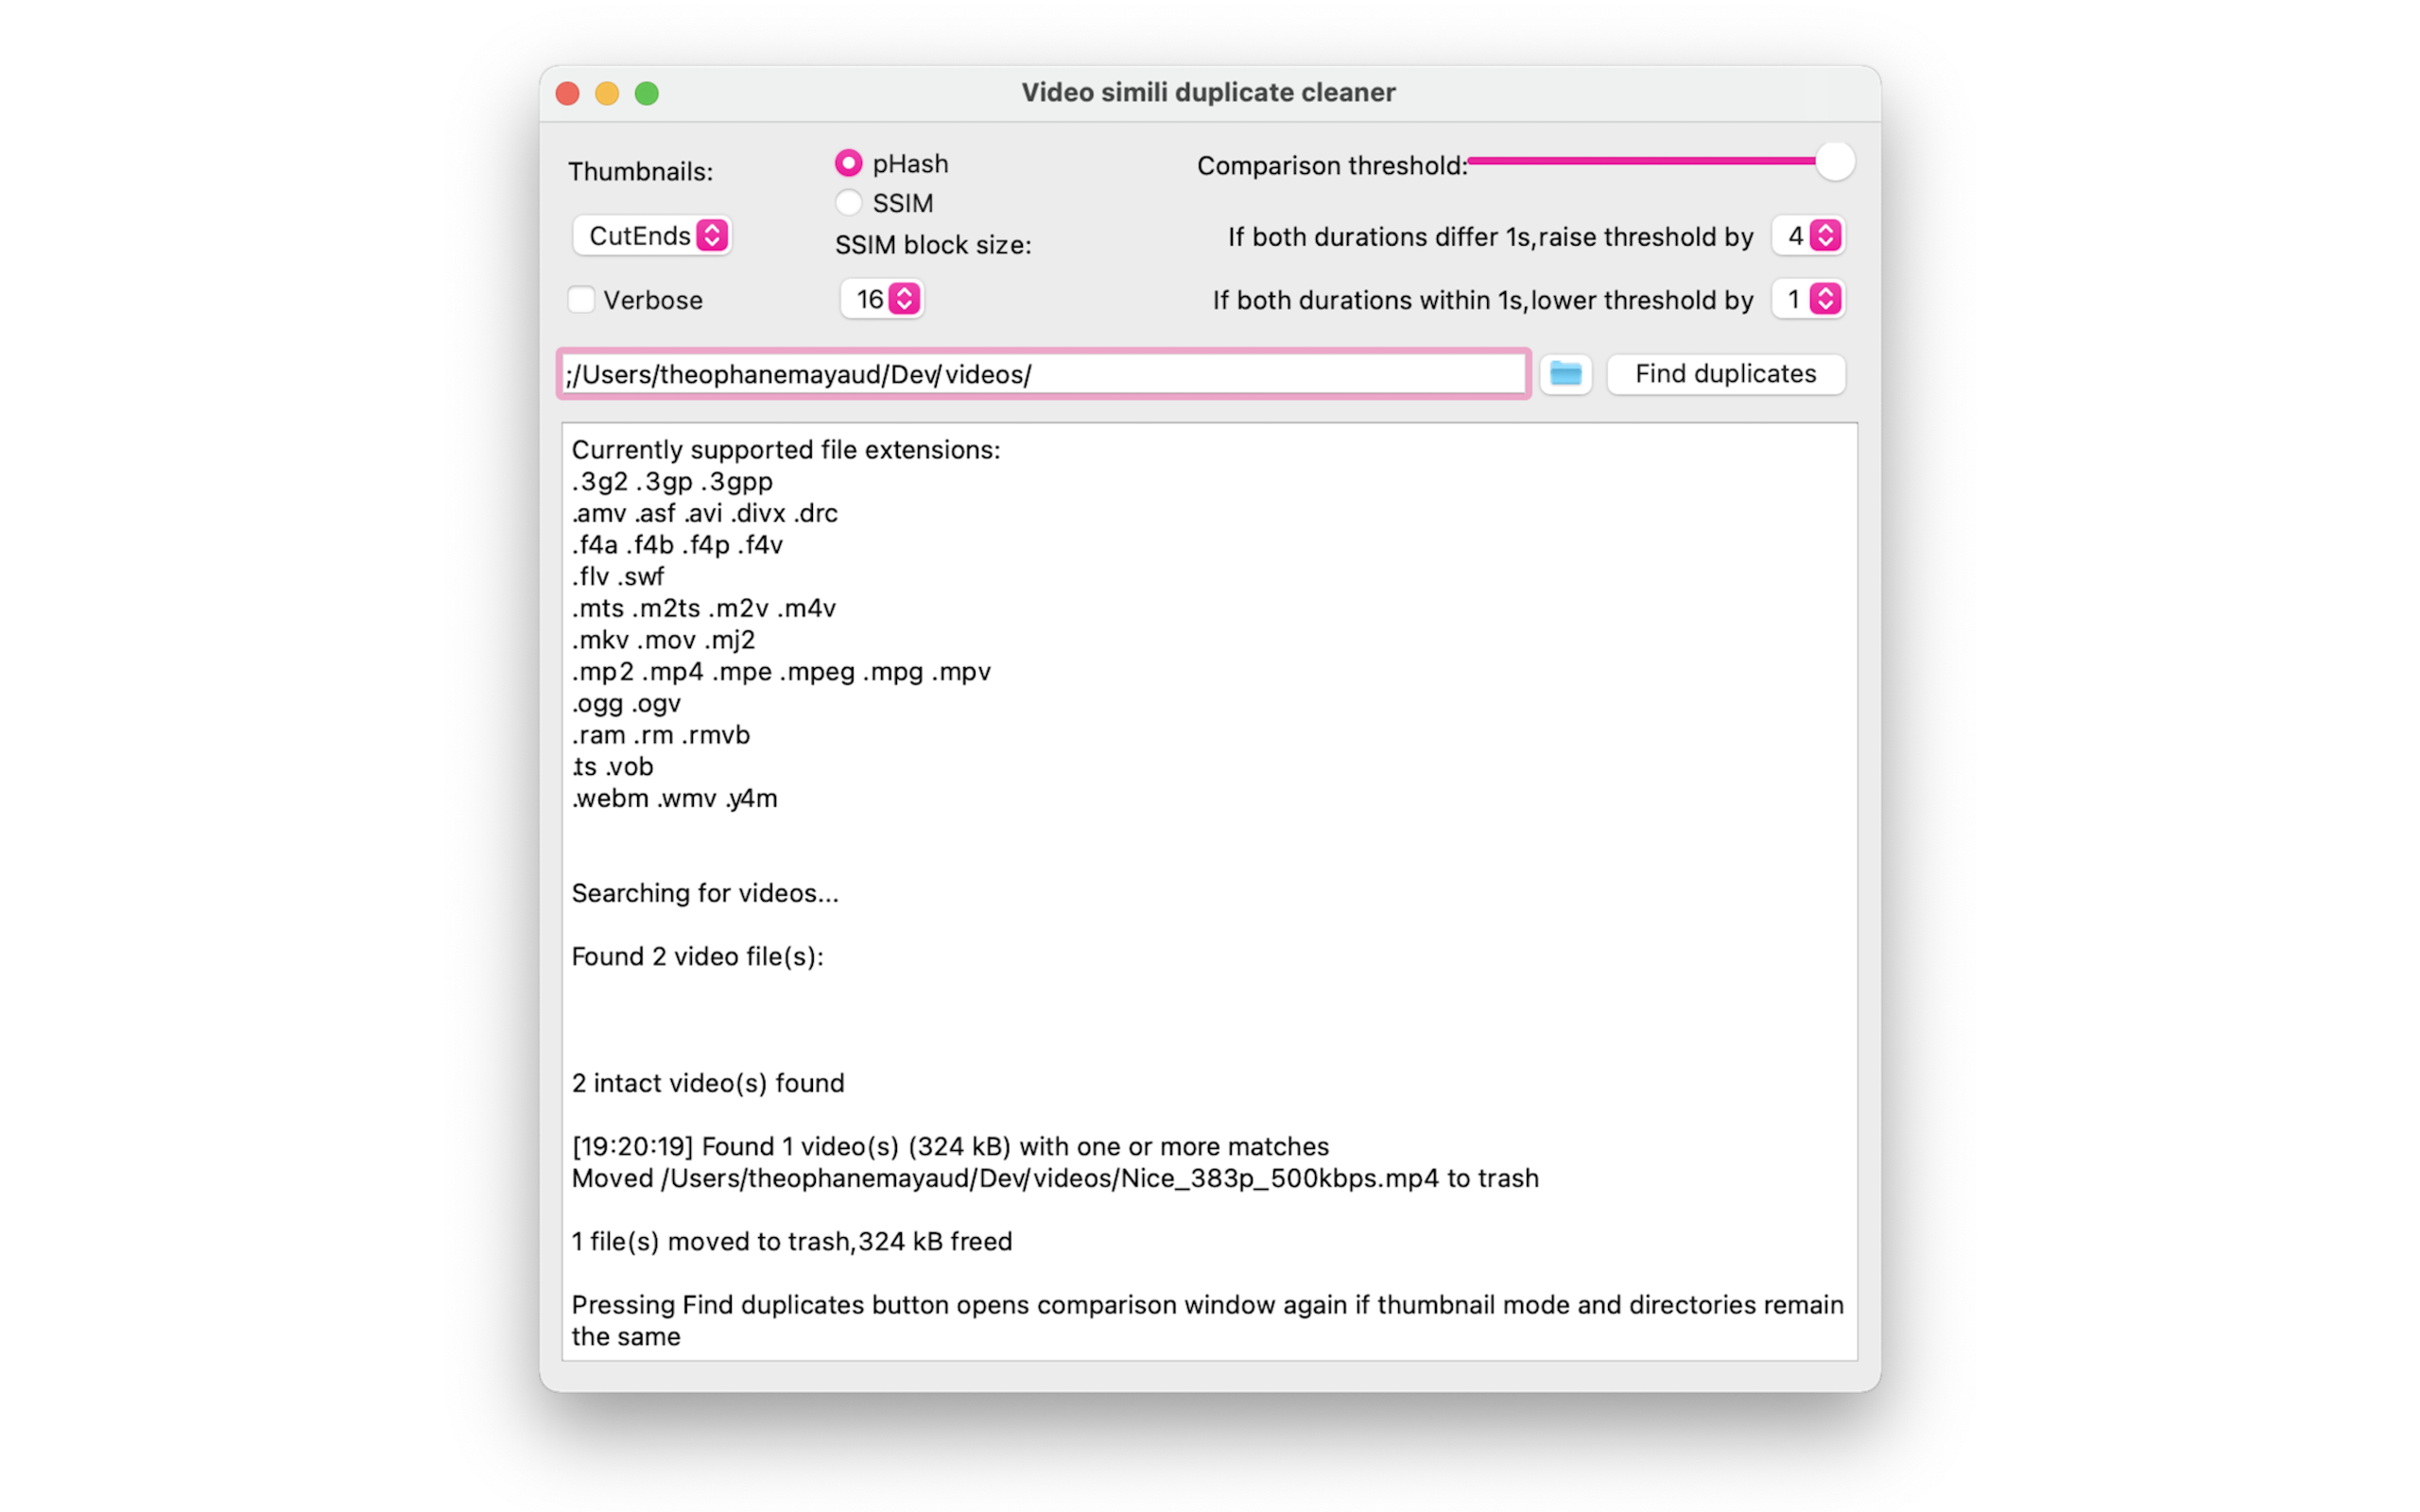 Video simili duplicate cleaner
Thumbnails:
pHash
Comparison threshold:
SSIM
CutEnds
SSIM block size:
If both durations differ 1s,raise threshold by
4
Verbose
16
If both durations within 1s,lower threshold by
1
;/Users/theophanemayaud/Dev/videos/
Find duplicates
Currently supported file extensions:
.3g2 .3gp .3gpp
.amv .asf .avi .divx .drc
.f4a .f4b .f4p .f4v
.flv .swf
.mts .m2ts .m2v .m4v
.mkv .mov .mj2
.mp2 .mp4 .mpe .mpeg .mpg .mpv
.ogg .ogv
.ram .rm .rmvb
.ts .vob
.webm .wmv .y4m
Searching for videos...
Found 2 video file(s):
2 intact video(s) found
[19:20:19] Found 1 video(s) (324 kB) with one or more matches
Moved /Users/theophanemayaud/Dev/videos/Nice_383p_500kbps.mp4 to trash
1 file(s) moved to trash,324 kB freed
Pressing Find duplicates button opens comparison window again if thumbnail mode and directories remain
the same